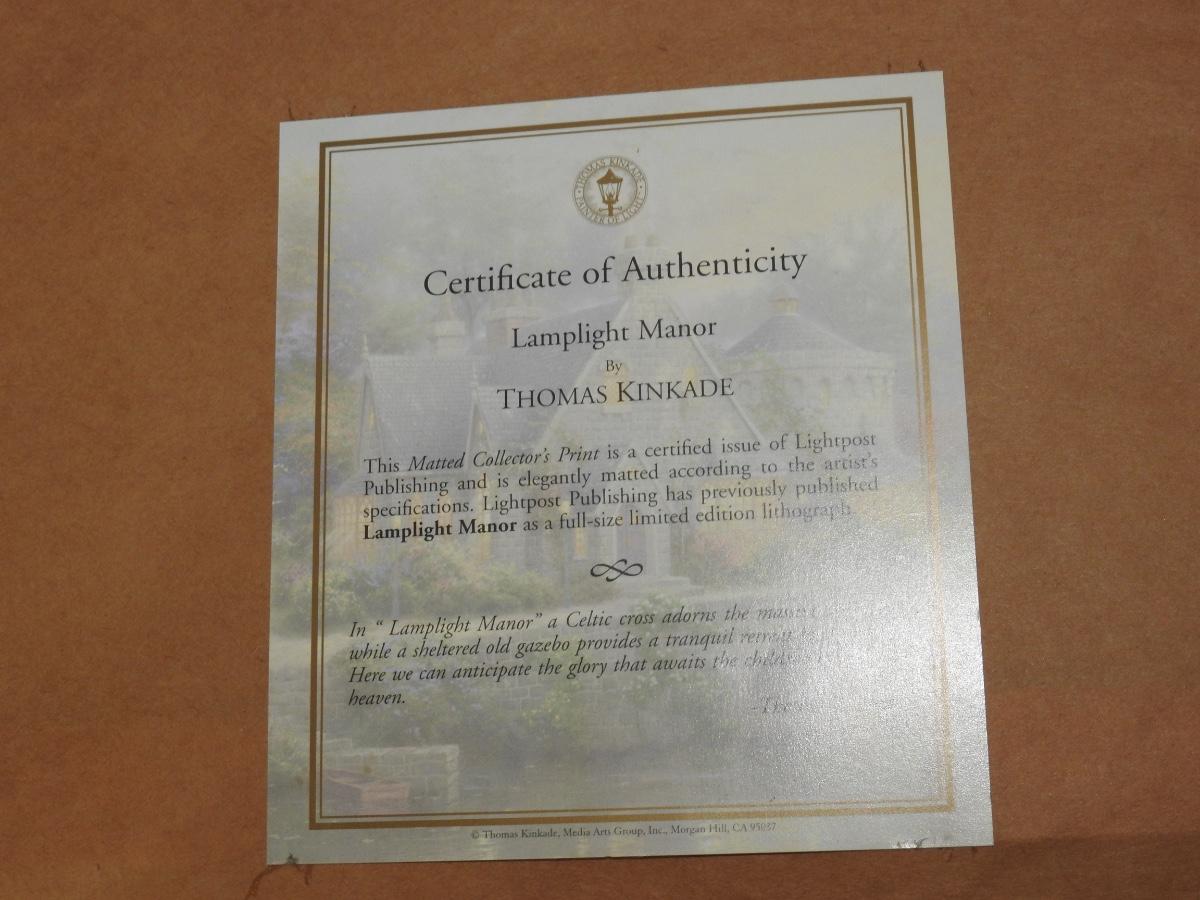 THOMAS KINKADE
PAINTER OF LIGHT
Certificate of Authenticity
Lamplight Manor
By
THOMAS KINKADE
This Matted Collector's Print is a certified issue of Lightpost
Publishing and is elegantly matted according to the artist's
specifications. Lightpost Publishing has previously published
Lamplight Manor as a full-size limited edition lithograph.
In “ Lamplight Manor” a Celtic cross adorns the
while a sheltered old gazebo provides a tranquil
Here we can anticipate the glory that awaits the
heaven.
© Thomas Kinkade, Media Arts Group, Inc., Morgan Hill, CA 95037